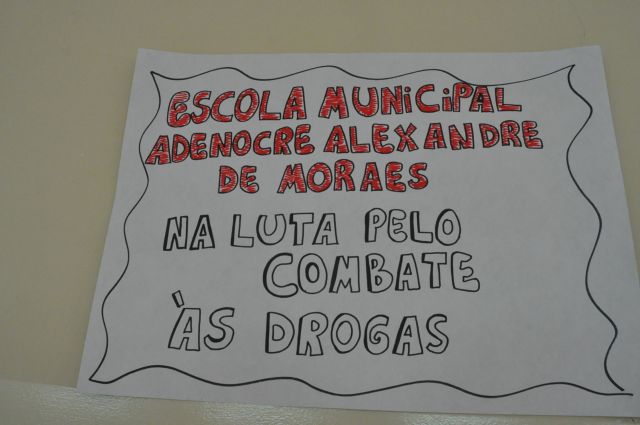 ESCOLA MUNICIPAL
ADENOCRE ALEXANDRE
DE MORAES
NA LUTA PELO
COMBATE
ÀS DROGAS